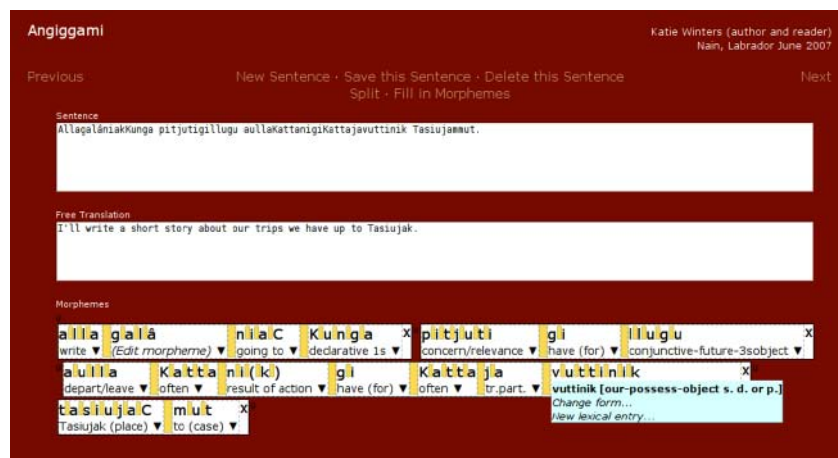 Angiggami
Katie Winters (author and reader)
Nain, Labrador June 2007
Previous
New Sentence · Save this Sentence · Delete this Sentence
Next
Split · Fill in Morphemes
Sentence
AllagalâniakKunga pitjutigillugu aullaKattanigiKattajavuttinik Tasiujammut.
Free Translation
I'll write a short story about our trips we have up to Tasiujak.
Morphemes
alla galâ niaC Kunga X pitjuti gi llugu X
write ▼ (Edit morpheme) ▼ going to ▼ declarative 1s ▼ concern/relevance ▼ have (for) ▼ conjunctive-future-3sobject ▼
aulla Katta ni(k) gi Katta ja vuttinik X
depart/leave ▼ often ▼ result of action ▼ have (for) ▼ often ▼ tr.part. ▼ vuttinik [our-possess-object s. d. or p.]
Change form...
New lexical entry...
tasiujaC mut X
Tasiujak (place) ▼ to (case) ▼